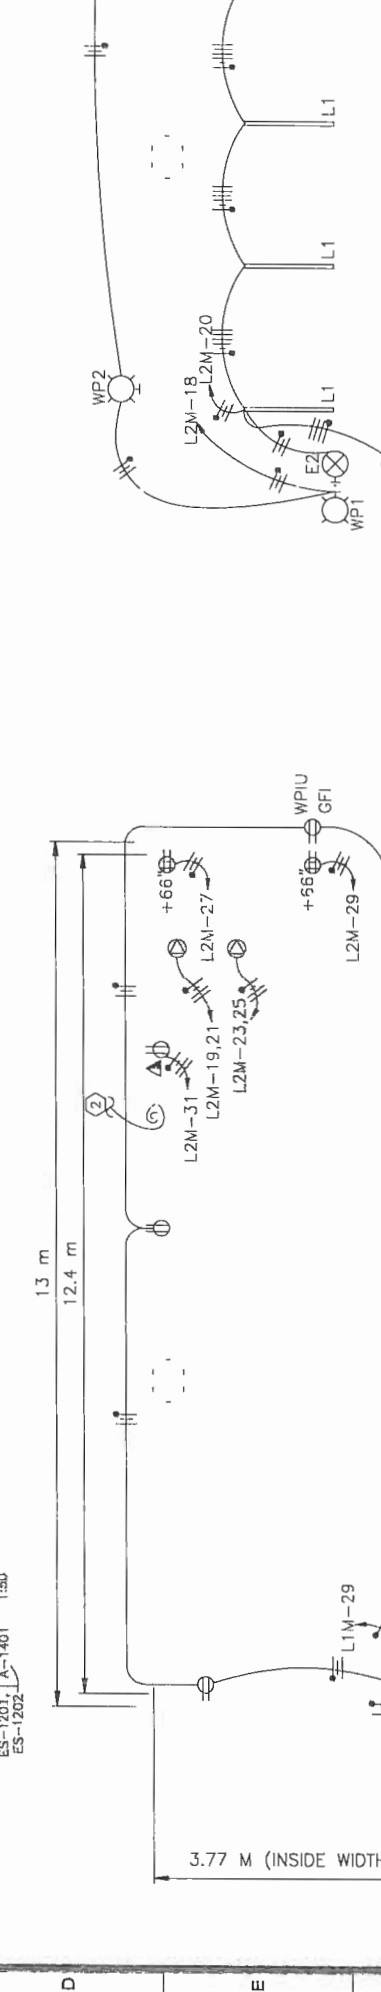 L1
L1
L2M-20
L2M-18
WP2
L1
E2
WP1
WPIU
GFI
+66"
+66"
L2M-27
L2M-29
L2M-19,21
L2M-23,25
2
L2M-31
13 m
12.4 m
ES-1201, A-1401 1:50
ES-1202
L1M-29
3.77 M (INSIDE WIDTH
D
E